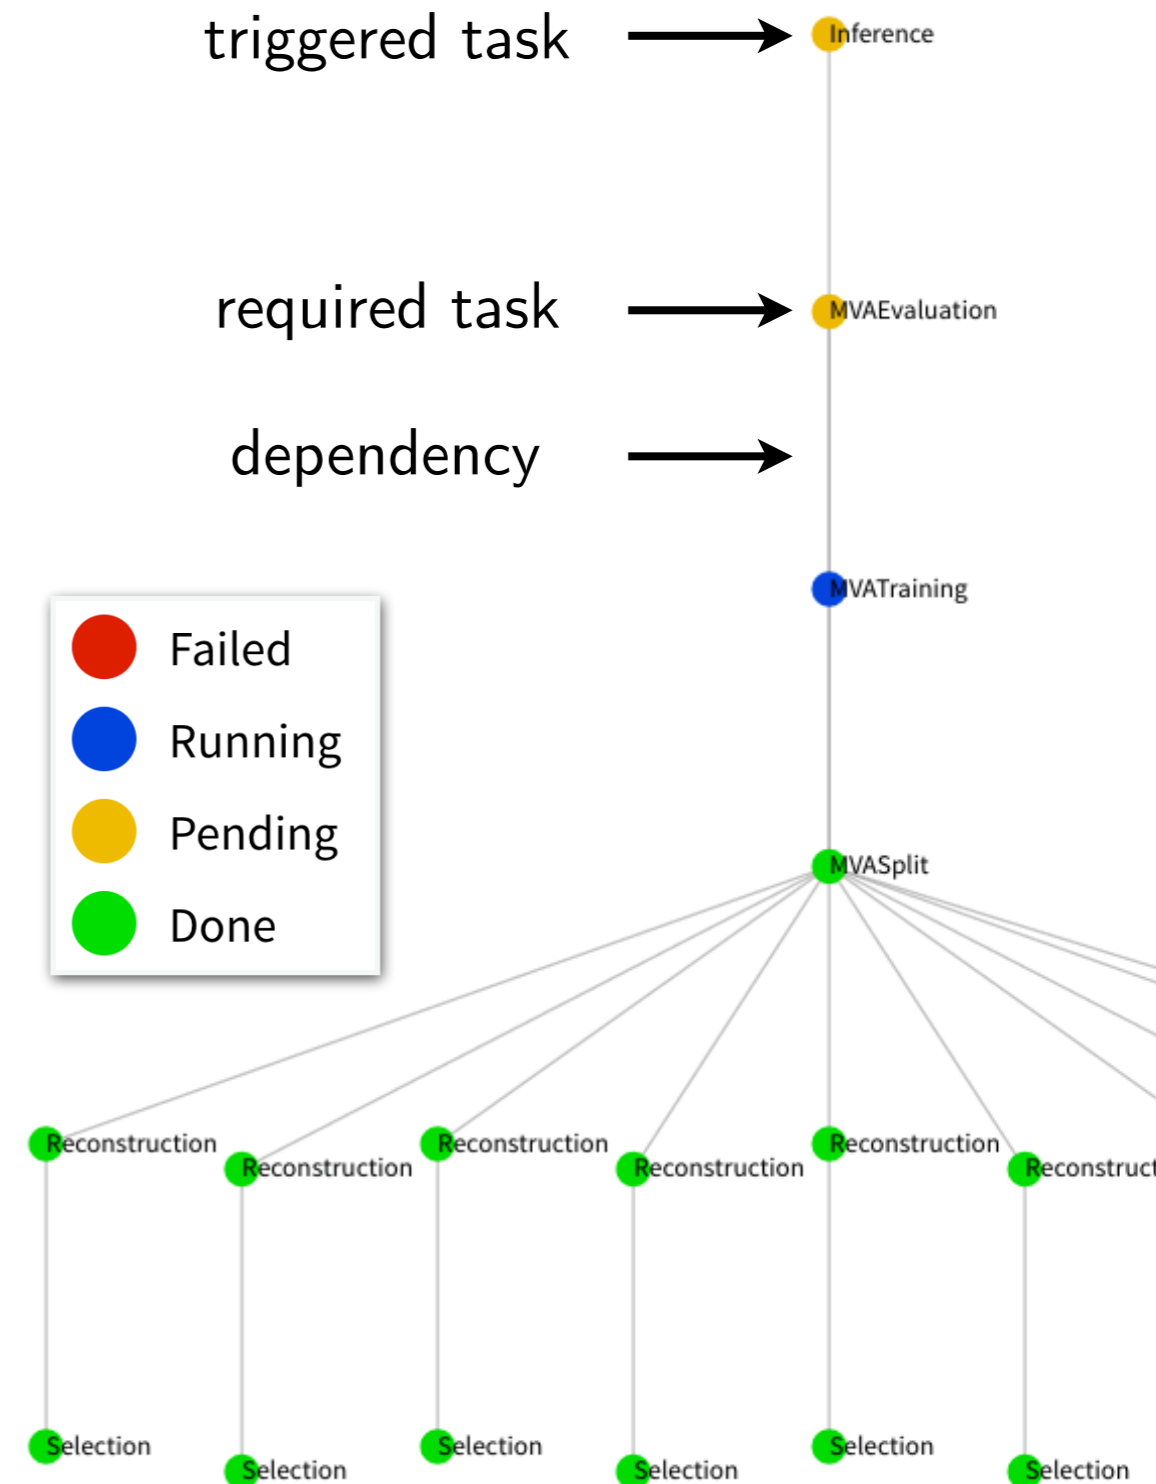 triggered task
Inference
required task
MVAEvaluation
dependency
MVATraining
Failed
Running
Pending
Done
MVASplit
Reconstruction
Reconstruction
Reconstruction
Reconstruction
Reconstruction
Reconstruct
Selection
Selection
Selection
Selection
Selection
Selection